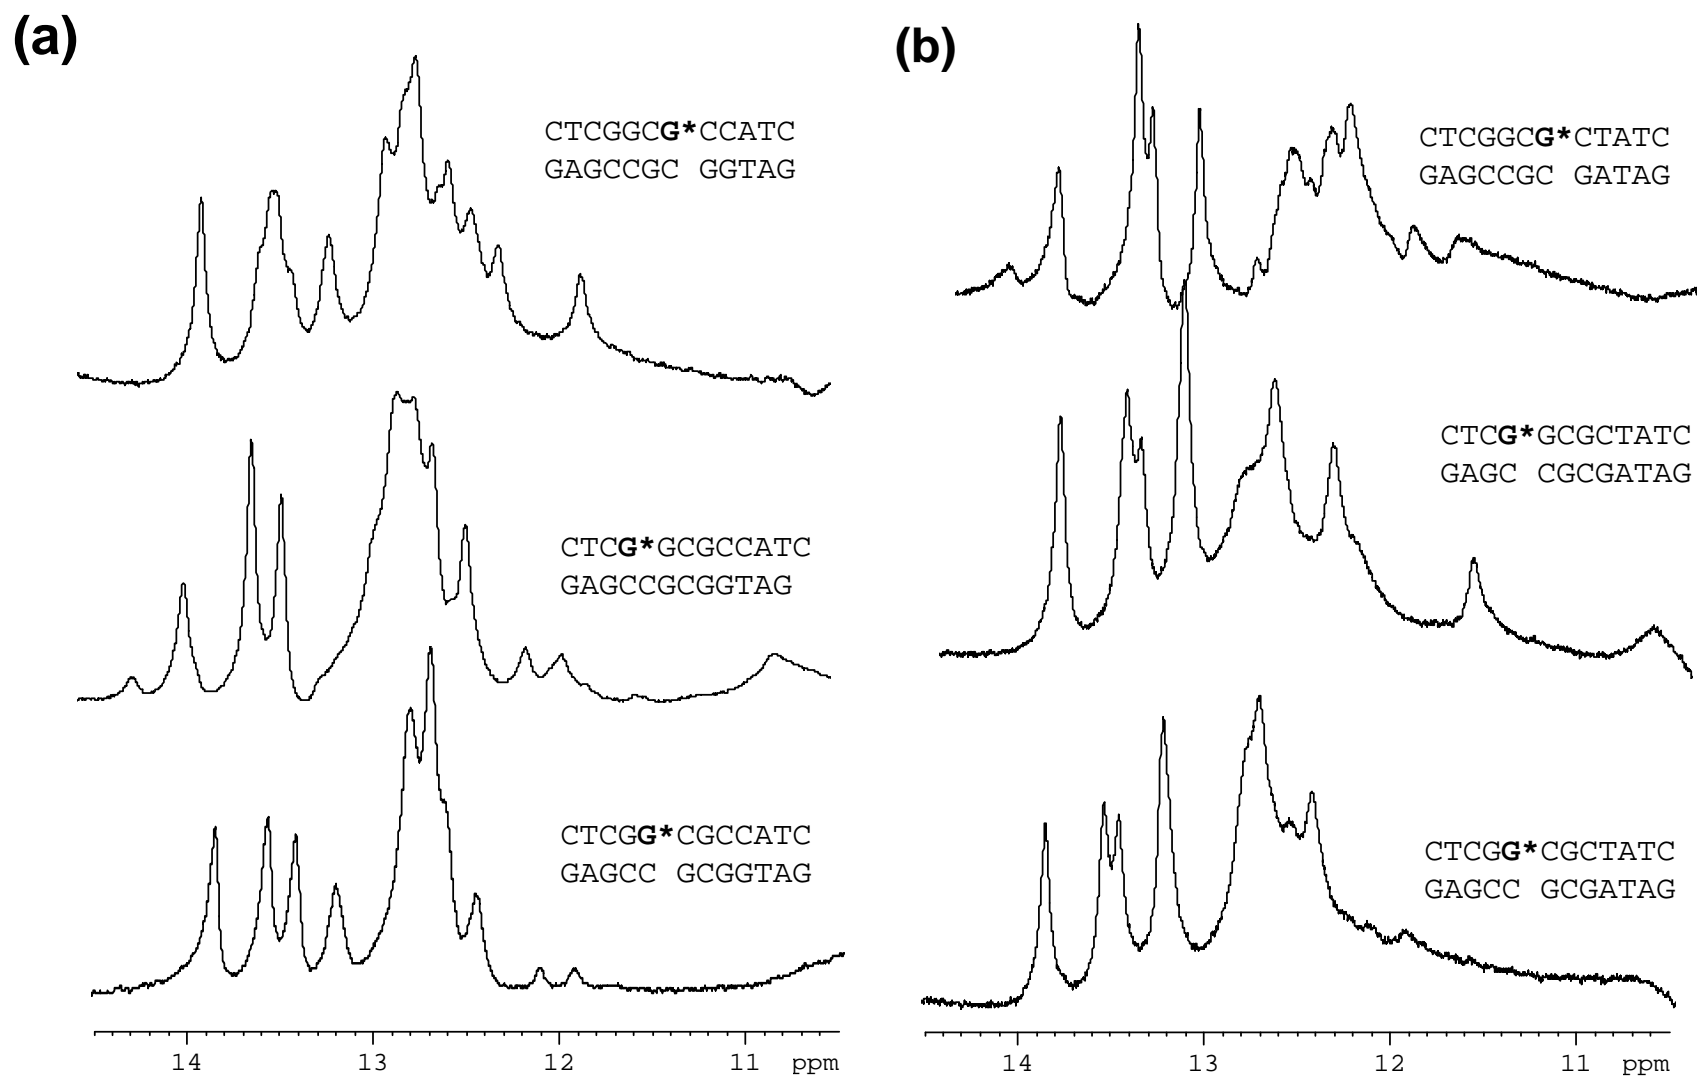 (a)
CTCGGCG*CCATC
GAGCCGC GGTAG
CTCG*GCGCCATC
GAGCCGCGGTAG
CTCGG*CGCCATC
GAGCC GCGGTAG
14 13 12 11 ppm
(b)
CTCGGCG*CTATC
GAGCCGC GATAG
CTCG*GCGCTATC
GAGC CGCGATAG
CTCGG*CGCTATC
GAGCC GCGATAG
14 13 12 11 ppm